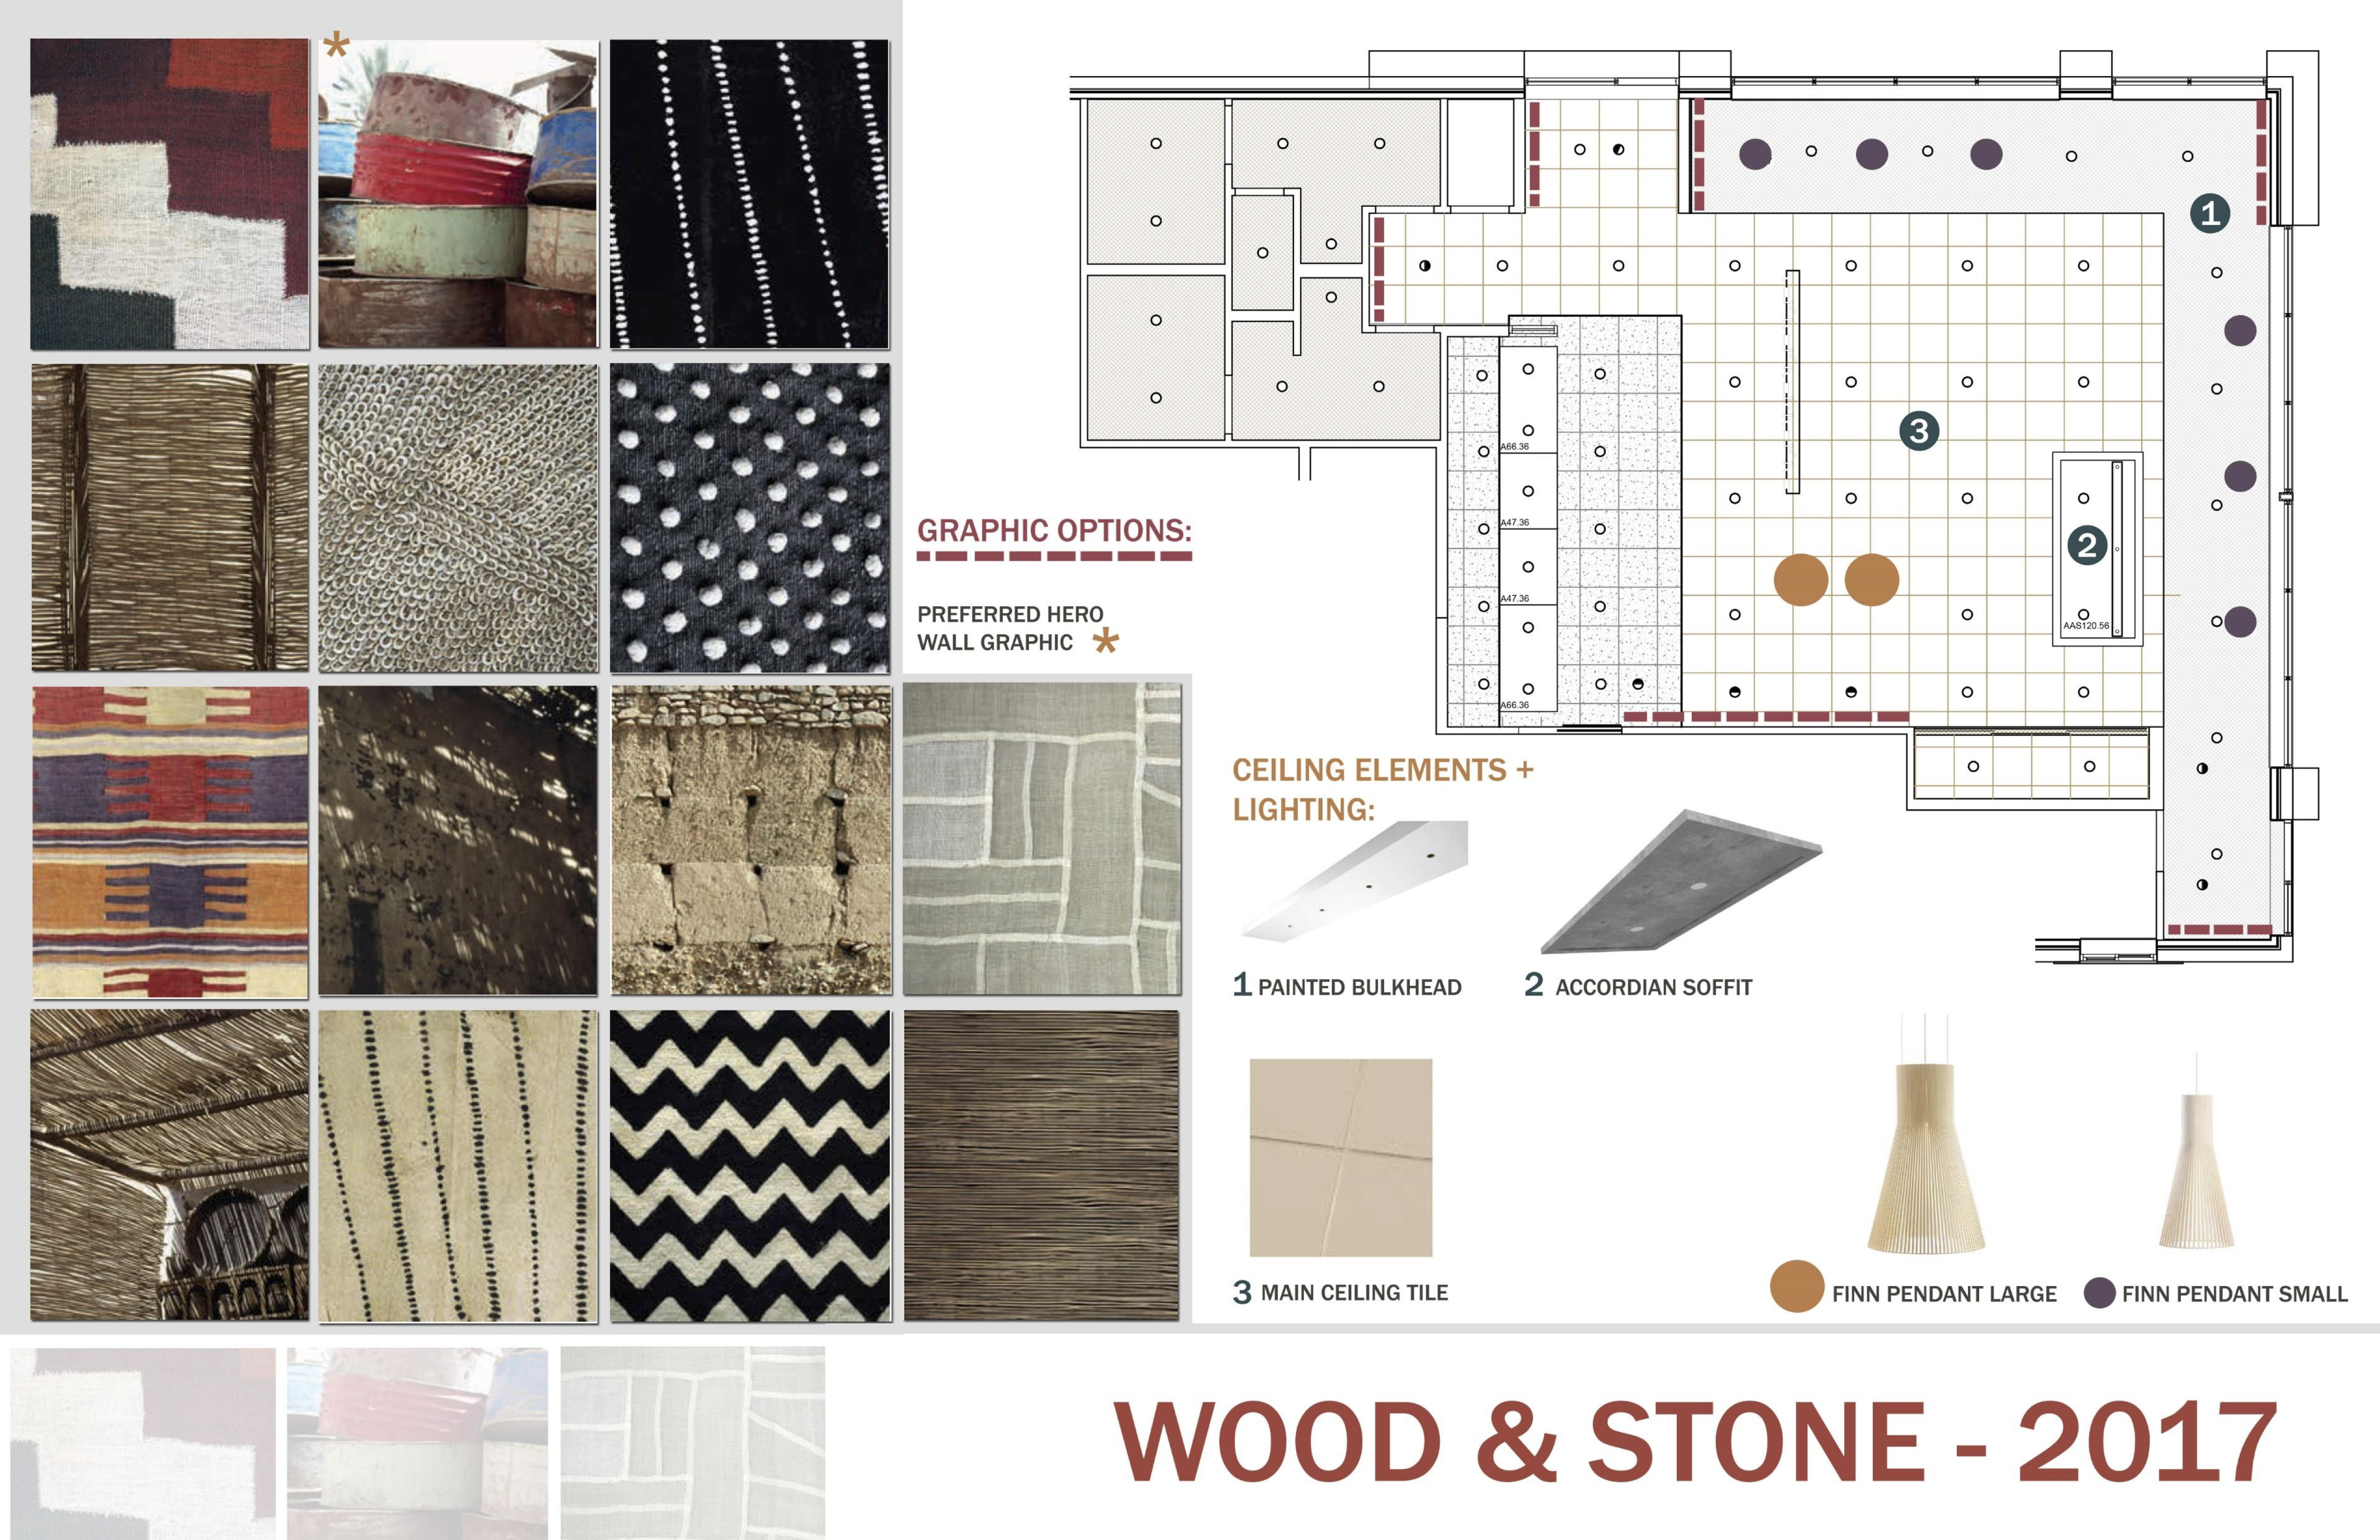 *
1
3
2
A66.36
A47.36
A47.36
A66.36
AAS120.56
GRAPHIC OPTIONS:
PREFERRED HERO
WALL GRAPHIC *
CEILING ELEMENTS +
LIGHTING:
1 PAINTED BULKHEAD
2 ACCORDIAN SOFFIT
3 MAIN CEILING TILE
FINN PENDANT LARGE
FINN PENDANT SMALL
WOOD & STONE - 2017